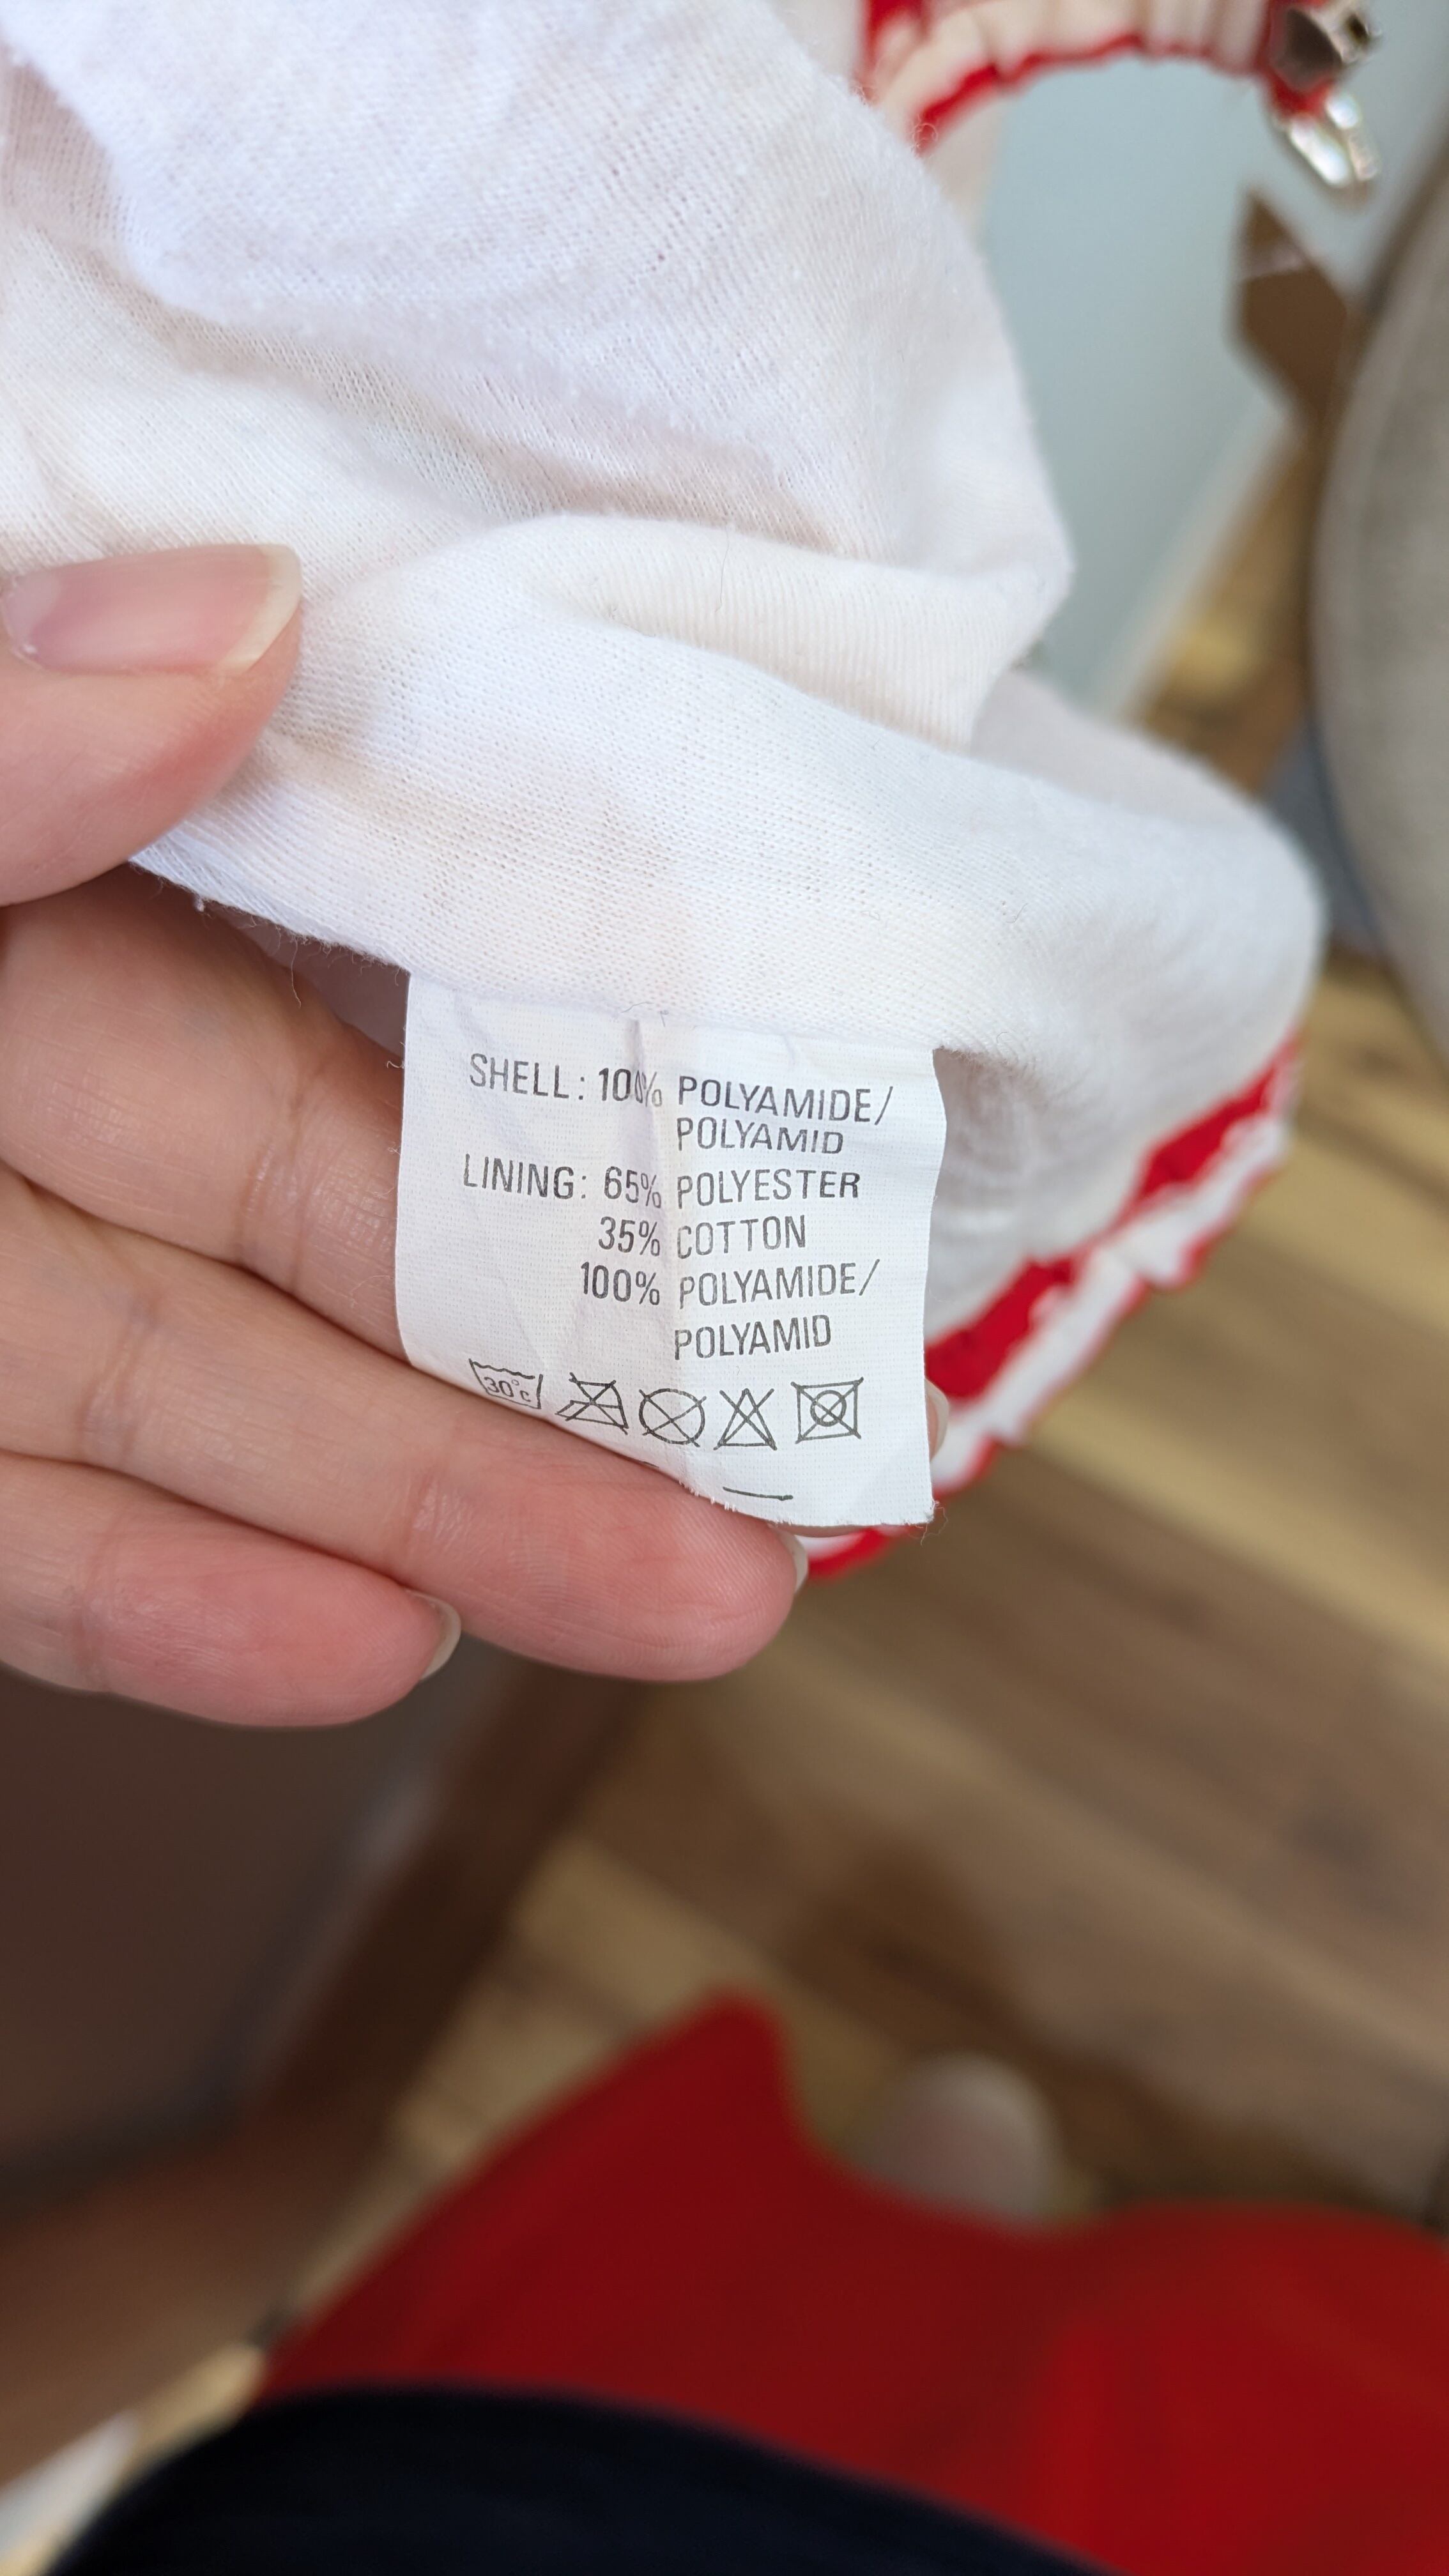 SHELL: 100% POLYAMIDE/
POLYAMID
LINING: 65% POLYESTER
35% COTTON
100% POLYAMIDE/
POLYAMID
30°c